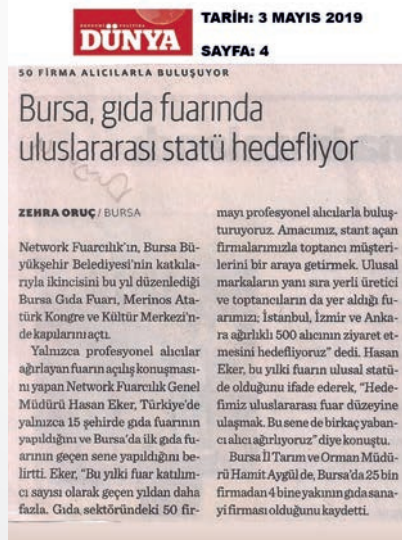 DÜNYA
TARİH: 3 MAYIS 2019
SAYFA: 4
50 FİRMA ALICILARLA BULUŞUYOR
Bursa, gıda fuarında
uluslararası statü hedefliyor
ZEHRA ORUÇ / BURSA
Network Fuarcılık'ın, Bursa Bü-
yükşehir Belediyesi'nin katkıla-
rıyla ikincisini bu yıl düzenlediği
Bursa Gıda Fuarı, Merinos Ata-
türk Kongre ve Kültür Merkezi'n-
de kapılarını açtı.
Yalnızca profesyonel alıcılar
ağırlayan fuarın açılış konuşması-
nı yapan Network Fuarcılık Genel
Müdürü Hasan Eker, Türkiye'de
yalnızca 15 şehirde gıda fuarının
yapıldığını ve Bursa'da ilk gıda fu-
arının geçen sene yapıldığını be-
lirtti. Eker, "Bu yılki fuar katılım-
cı sayısı olarak geçen yıldan daha
fazla. Gıda sektöründeki 50 fir-
mayı profesyonel alıcılarla buluş-
turuyoruz. Amacımız, stant açan
firmalarımızla toptancı müşteri-
lerini bir araya getirmek. Ulusal
markaların yanı sıra yerli üretici
ve toptancıların da yer aldığı fu-
arımızı; İstanbul, İzmir ve Anka-
ra ağırlıklı 500 alıcının ziyaret et-
mesini hedefliyoruz" dedi. Hasan
Eker, bu yılki fuarın ulusal statü-
de olduğunu ifade ederek, "Hede-
fimiz uluslararası fuar düzeyine
ulaşmak. Bu sene de birkaç yaban-
cı alıcı ağırlıyoruz" diye konuştu.
Bursa İl Tarım ve Orman Müdü-
rü Hamit Aygül de, Bursa'da 25 bin
firmadan 4 bine yakının gıda sana-
yi firması olduğunu kaydetti.